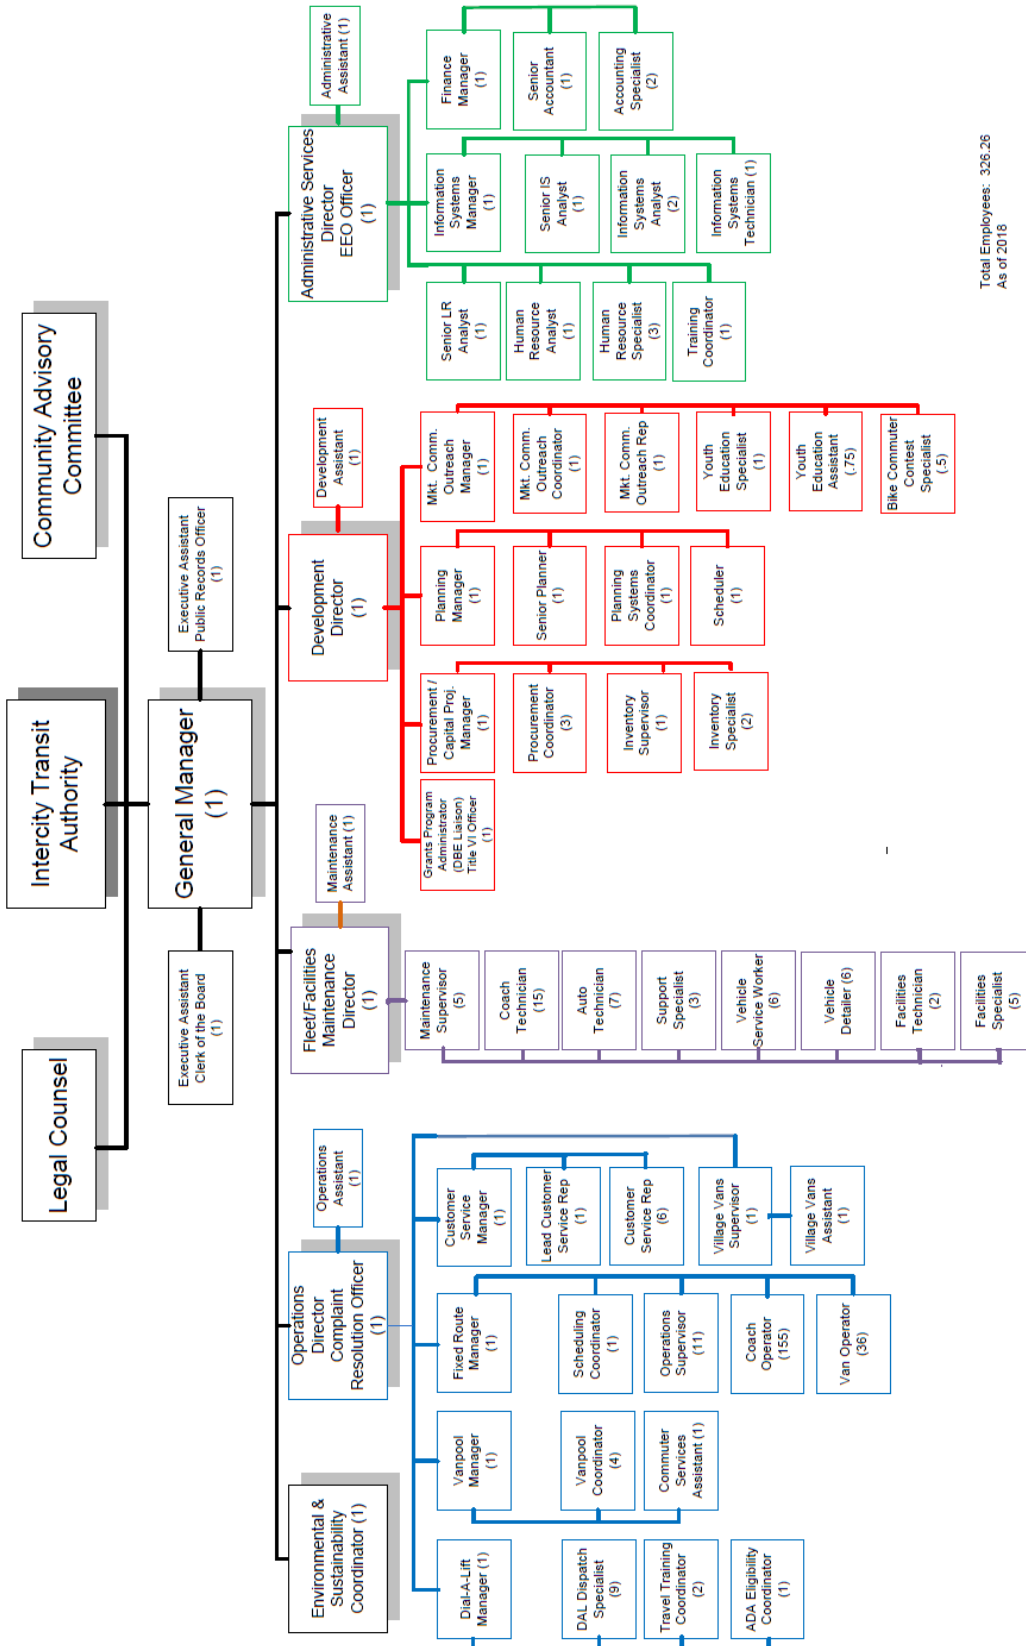 Legal Counsel
Intercity Transit
Authority
Community Advisory
Committee
Executive Assistant
Clerk of the Board
(1)
General Manager
(1)
Executive Assistant
Public Records Officer
(1)
Environmental &
Sustainability
Coordinator (1)
Operations
Director
Complaint
Resolution Officer
(1)
Operations
Assistant
(1)
Fleet/Facilities
Maintenance
Director
(1)
Maintenance
Assistant (1)
Development
Director
(1)
Development
Assistant
(1)
Administrative Services
Director
EEO Officer
(1)
Administrative
Assistant (1)
Dial-A-Lift
Manager (1)
DAL Dispatch
Specialist
(9)
Travel Training
Coordinator
(2)
ADA Eligibility
Coordinator
(1)
Vanpool
Manager
(1)
Vanpool
Coordinator
(4)
Commuter
Services
Assistant (1)
Fixed Route
Manager
(1)
Scheduling
Coordinator
(1)
Operations
Supervisor
(11)
Coach
Operator
(155)
Van Operator
(36)
Customer
Service
Manager
(1)
Lead Customer
Service Rep
(1)
Customer
Service Rep
(6)
Village Vans
Supervisor
(1)
Village Vans
Assistant
(1)
Maintenance
Supervisor
(5)
Coach
Technician
(15)
Auto
Technician
(7)
Support
Specialist
(3)
Vehicle
Service Worker
(6)
Vehicle
Detailer (6)
Facilities
Technician
(2)
Facilities
Specialist
(5)
Grants Program
Administrator
(DBE Liaison)
Title VI Officer
(1)
Procurement /
Capital Proj.
Manager
(1)
Procurement
Coordinator
(3)
Inventory
Supervisor
(1)
Inventory
Specialist
(2)
Planning
Manager
(1)
Senior Planner
(1)
Planning
Systems
Coordinator
(1)
Scheduler
(1)
Mkt. Comm.
Outreach
Manager
(1)
Mkt. Comm.
Outreach
Coordinator
(1)
Mkt. Comm.
Outreach Rep
(1)
Youth
Education
Specialist
(1)
Youth
Education
Assistant
(.75)
Bike Commuter
Contest
Specialist
(.5)
Senior LR
Analyst
(1)
Human
Resource
Analyst
(1)
Human
Resource
Specialist
(3)
Training
Coordinator
(1)
Information
Systems
Manager
(1)
Senior IS
Analyst
(1)
Information
Systems
Analyst
(2)
Information
Systems
Technician (1)
Finance
Manager
(1)
Senior
Accountant
(1)
Accounting
Specialist
(2)
Total Employees: 326.26
As of 2018